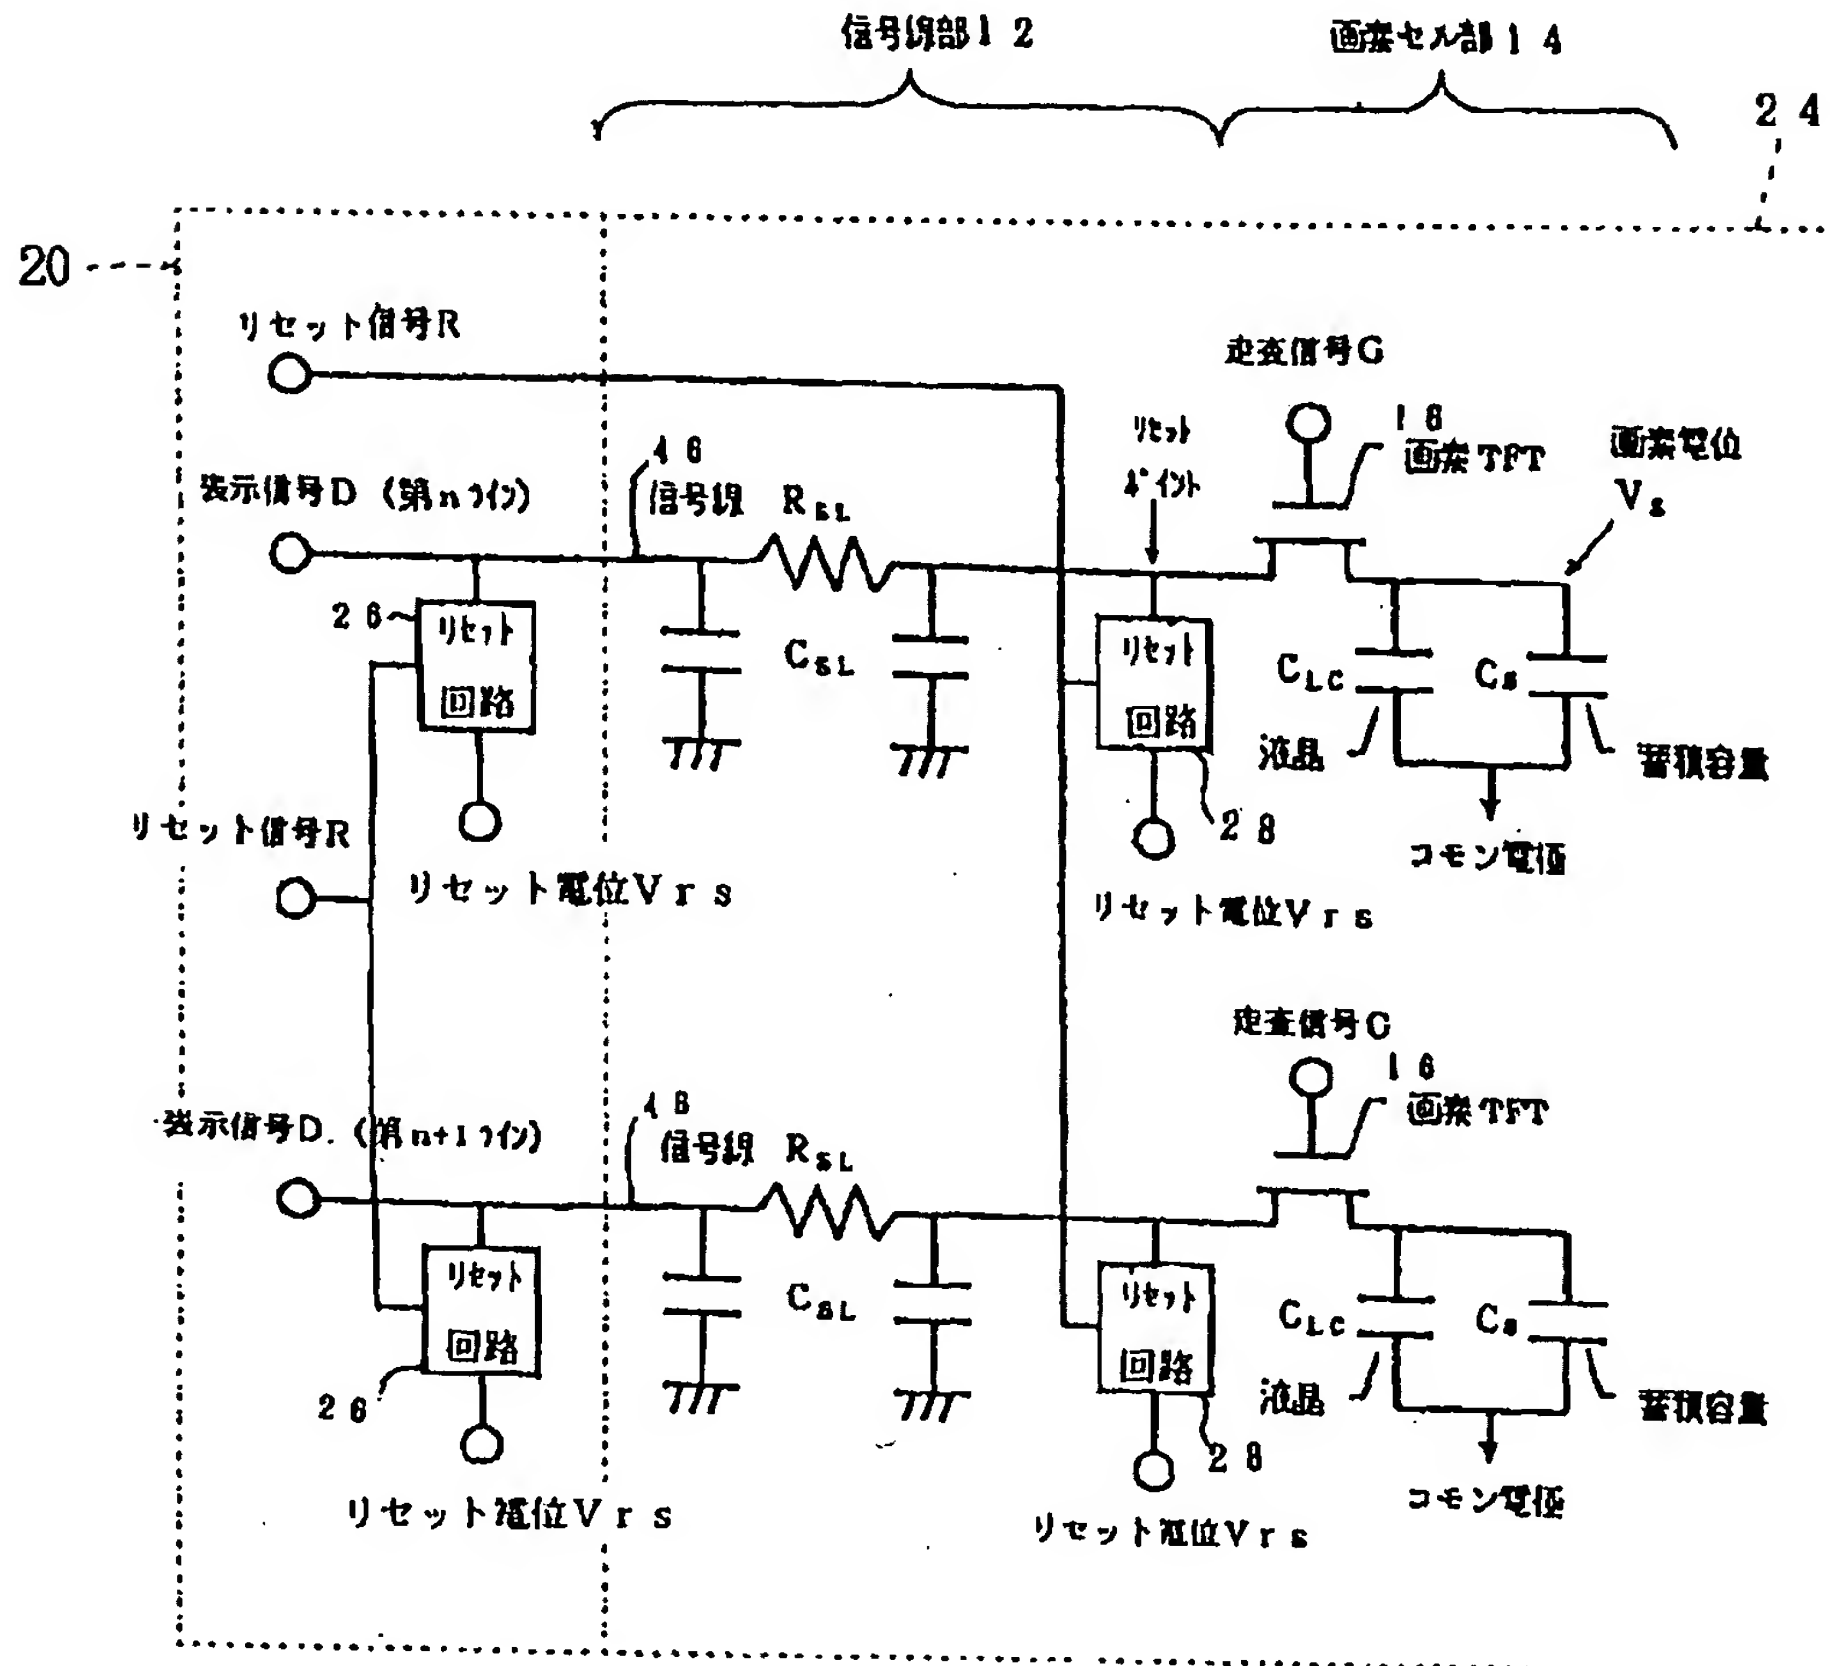 信号線部12
画素セル部14
24
20
リセット信号R
走査信号G
リセット
ポイント
16
画素TFT
画素電位
Vs
表示信号D (第nライン)
46
信号線
RSL
26
リセット
回路
CSL
リセット
回路
CLC
Cs
液晶
蓄積容量
28
コモン電極
リセット信号R
リセット電位Vrs
リセット電位Vrs
走査信号G
16
画素TFT
表示信号D (第n+1ライン)
48
信号線
RSL
リセット
回路
26
CSL
リセット
回路
CLC
Cs
液晶
蓄積容量
28
コモン電極
リセット電位Vrs
リセット電位Vrs